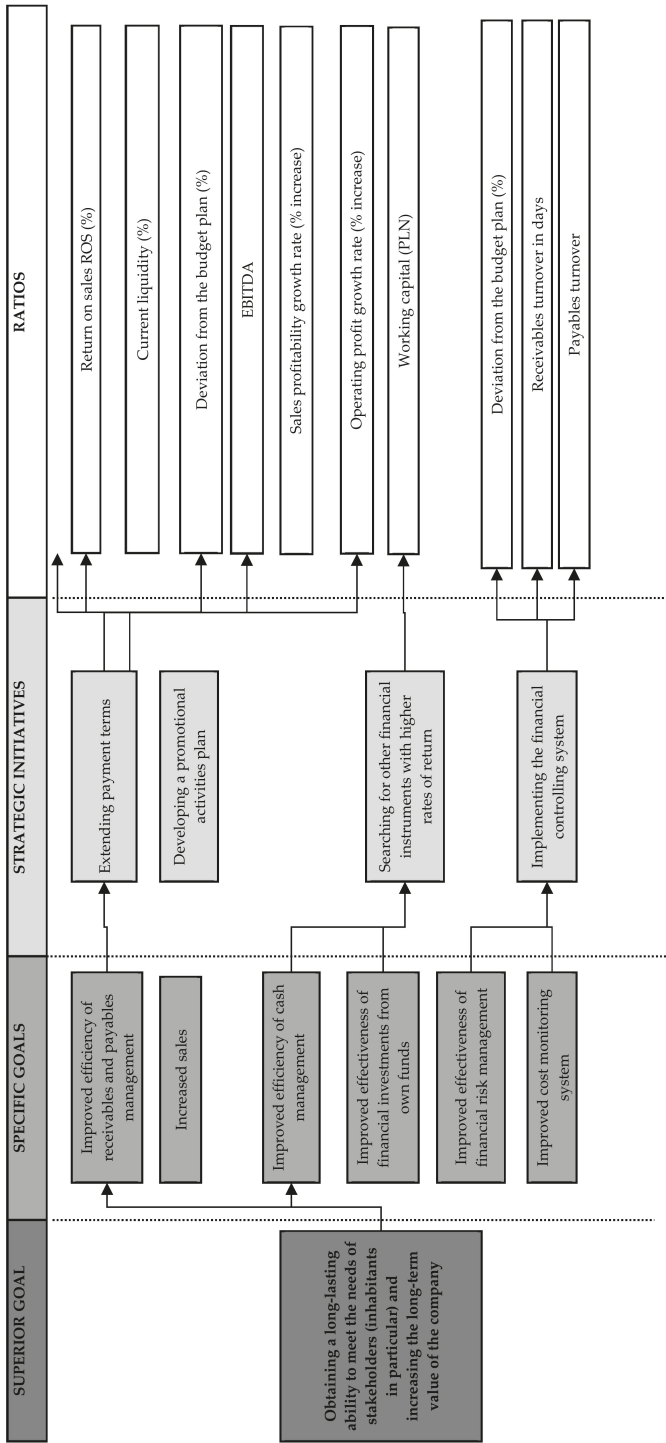 SUPERIOR GOAL
SPECIFIC GOALS
STRATEGIC INITIATIVES
RATIOS
Obtaining a long-lasting
ability to meet the needs of
stakeholders (inhabitants
in particular) and
increasing the long-term
value of the company
Improved efficiency of
receivables and payables
management
Increased sales
Improved efficiency of cash
management
Improved effectiveness of
financial investments from
own funds
Improved effectiveness of
financial risk management
Improved cost monitoring
system
Extending payment terms
Developing a promotional
activities plan
Searching for other financial
instruments with higher
rates of return
Implementing the financial
controlling system
Return on sales ROS (%)
Current liquidity (%)
Deviation from the budget plan (%)
EBITDA
Sales profitability growth rate (% increase)
Operating profit growth rate (% increase)
Working capital (PLN)
Deviation from the budget plan (%)
Receivables turnover in days
Payables turnover